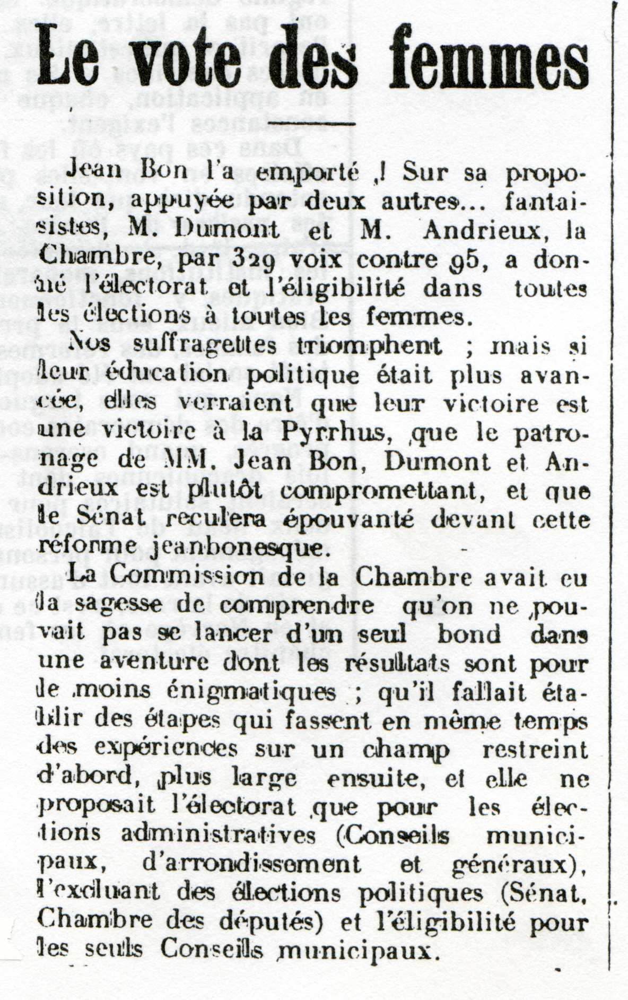 Le vote des femmes
Jean Bon l'a emporté ! Sur sa propo-
sition, appuyée par deux autres... fantai-
sistes, M. Dumont et M. Andrieux, la
Chambre, par 329 voix contre 95, a don-
né l'électorat et l'éligibilité dans toutes
les élections à toutes les femmes.
Nos suffragettes triomphent ; mais si
leur éducation politique était plus avan-
cée, elles verraient que leur victoire est
une victoire à la Pyrrhus, que le patro-
nage de MM. Jean Bon, Dumont et An-
drieux est plutôt compromettant, et que
le Sénat reculera épouvanté devant cette
réforme jeanbonesque.
La Commission de la Chambre avait eu
la sagesse de comprendre qu'on ne pou-
vait pas se lancer d'un seul bond dans
une aventure dont les résultats sont pour
le moins énigmatiques ; qu'il fallait éta-
blir des étapes qui fassent en même temps
des expériences sur un champ restreint
d'abord, plus large ensuite, et elle ne
proposait l'électorat que pour les élec-
tions administratives (Conseils munici-
paux, d'arrondissement et généraux),
l'excluant des élections politiques (Sénat,
Chambre des députés) et l'éligibilité pour
les seuls Conseils municipaux.